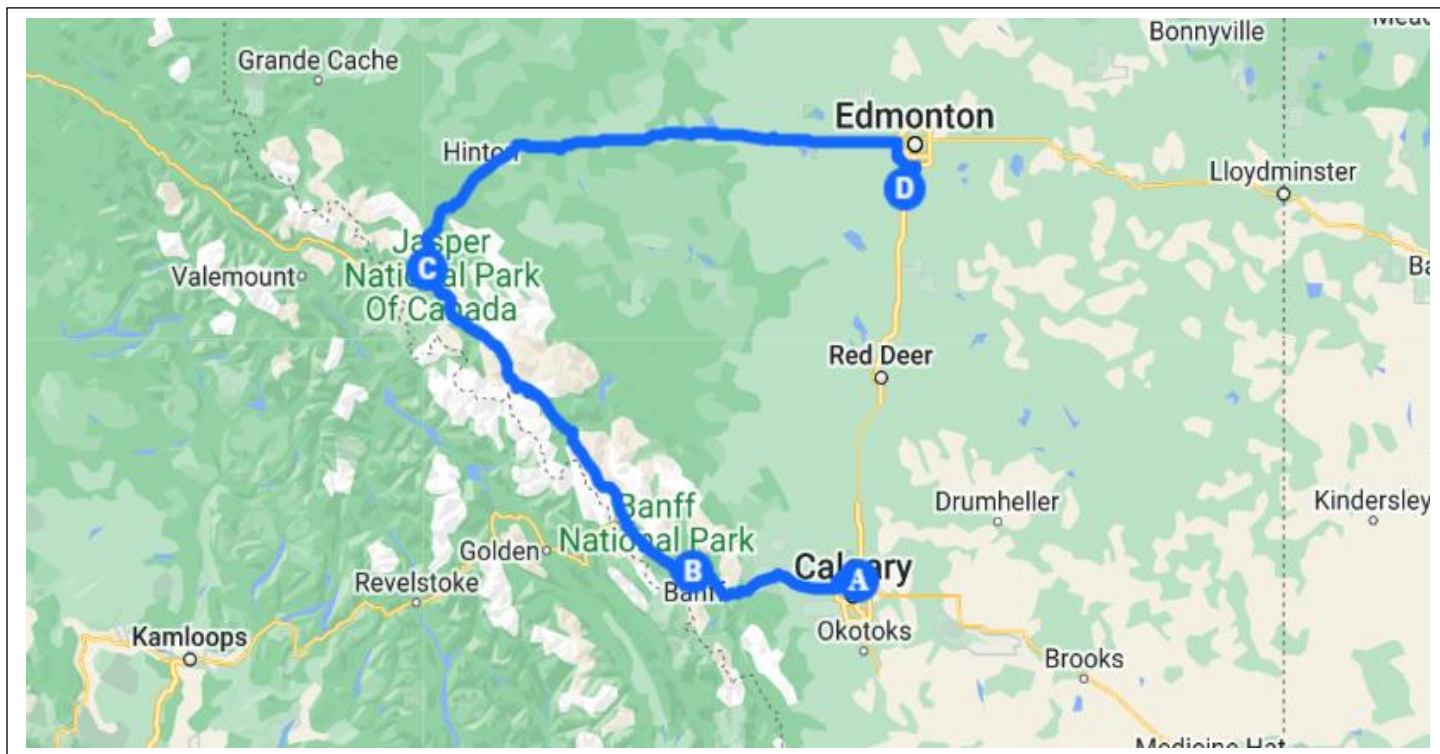 Bonnyville
Grande Cache
Edmonton
Hinton
Lloydminster
D
Jasper
National Park
Of Canada
C
Valemount
Red Deer
Drumheller
Kindersley
Banff
National Park
Golden
B
Banff
Calgary
A
Revelstoke
Okotoks
Kamloops
Brooks